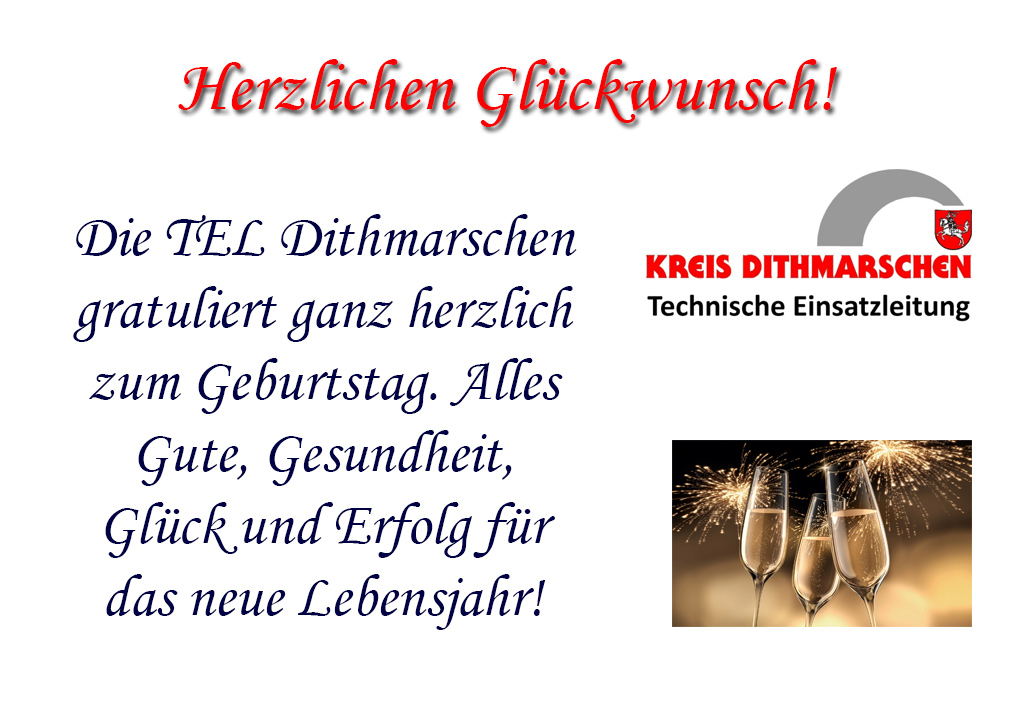 Herzlichen Glückwunsch!
Die TEL Dithmarschen
gratuliert ganz herzlich
zum Geburtstag. Alles
Gute, Gesundheit,
Glück und Erfolg für
das neue Lebensjahr!
KREIS DITHMARSCHEN
Technische Einsatzleitung